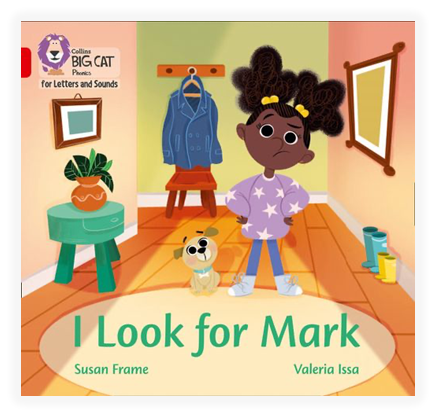 Collins
BIG CAT
Phonics
for Letters and Sounds
I Look for Mark
Susan Frame
Valeria Issa